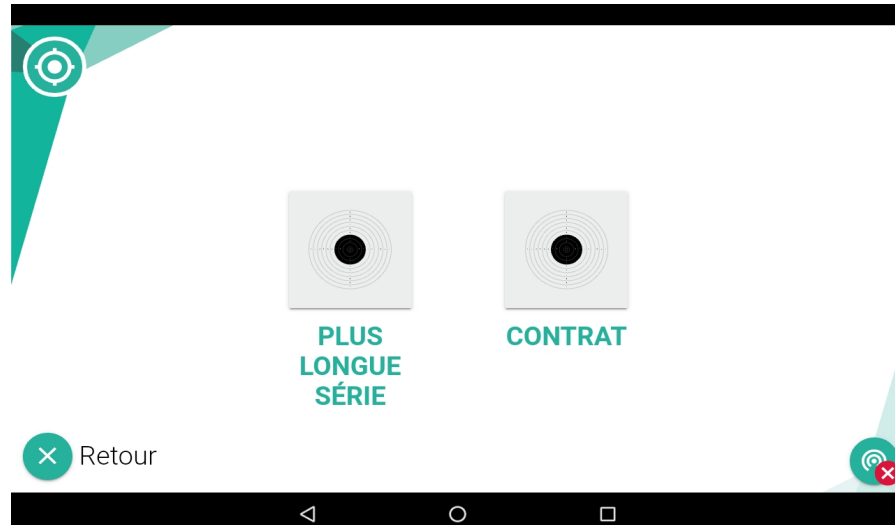 PLUS
LONGUE
SÉRIE
CONTRAT
Retour